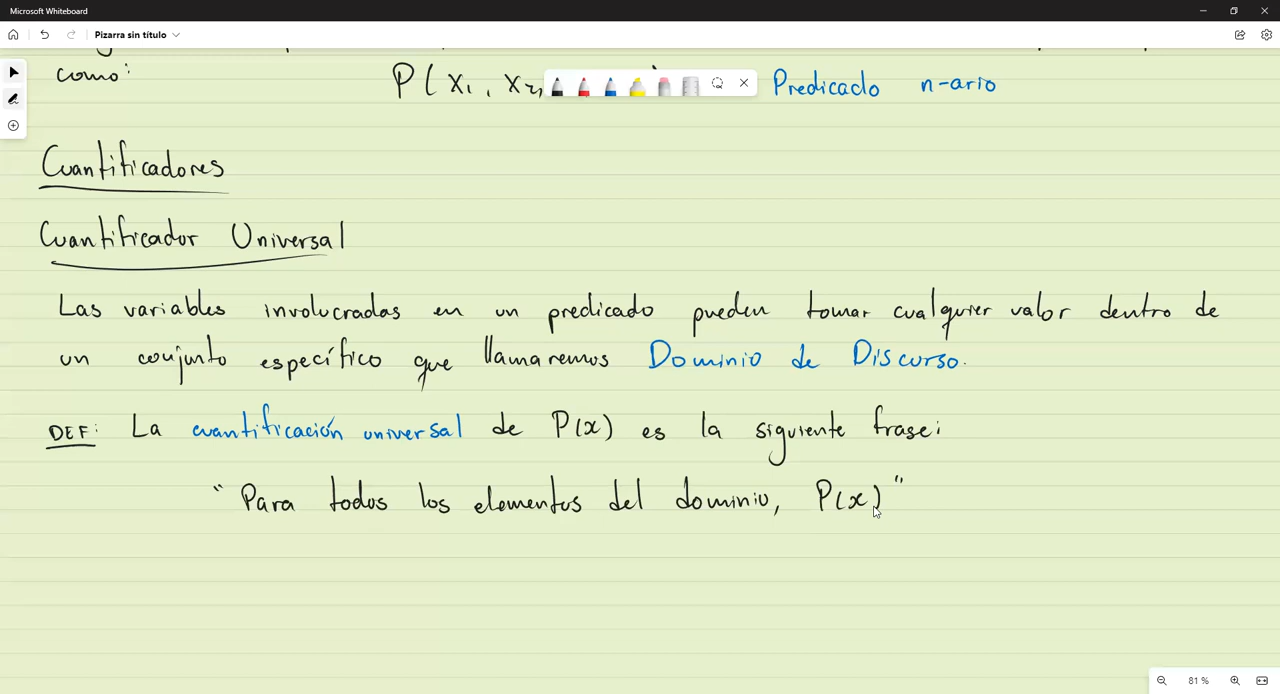 Microsoft Whiteboard
Pizarra sin título
como: P(x₁, x₂, Predicado n-ario
Cuantificadores
Cuantificador Universal
Las variables involucradas en un predicado pueden tomar cualquier valor dentro de
un conjunto específico que llamaremos Dominio de Discurso.
DEF: La cuantificación universal de P(x) es la siguiente frase:
"Para todos los elementos del dominio, P(x)"
81 %